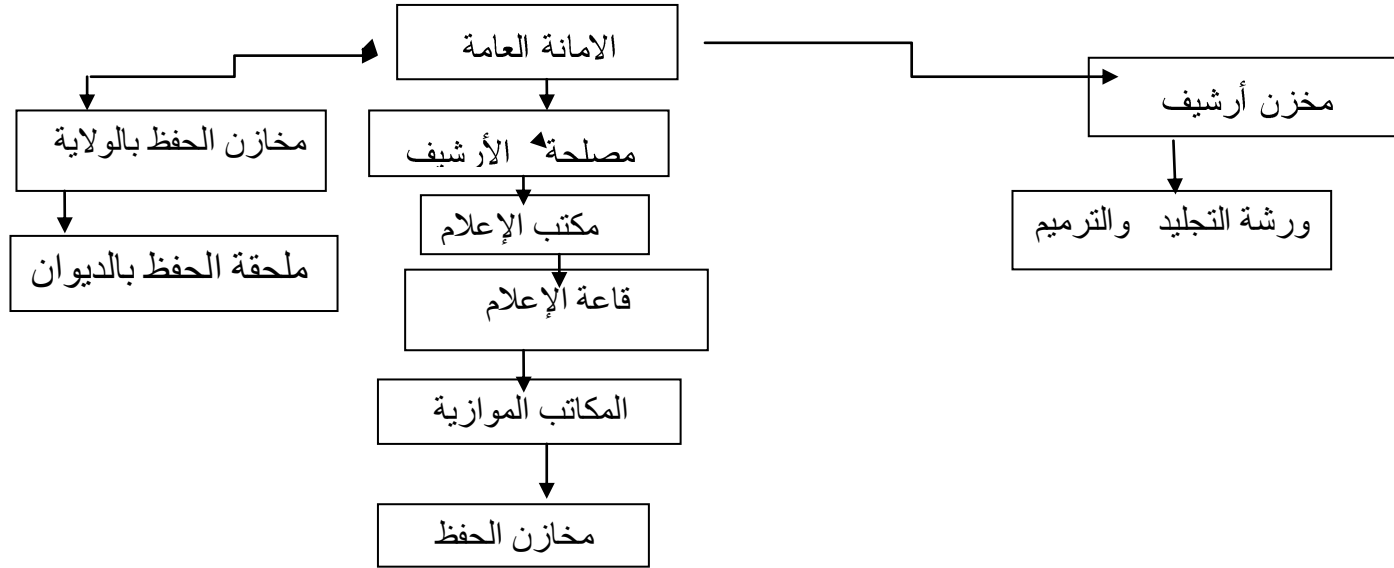 الامانة العامة
مخزن أرشيف
مخازن الحفظ بالولاية
مصلحة الأرشيف
ورشة التجليد والترميم
مكتب الإعلام
ملحقة الحفظ بالديوان
قاعة الإعلام
المكاتب الموازية
مخازن الحفظ